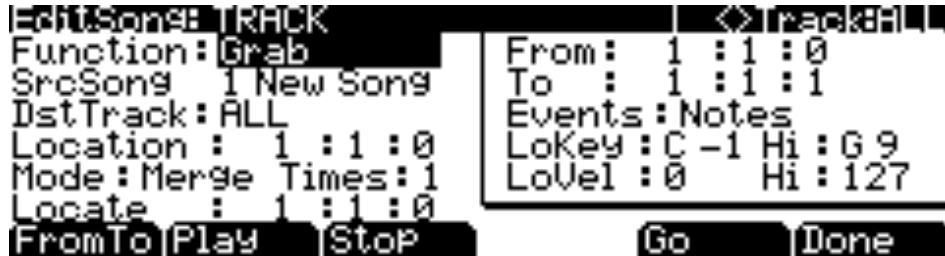 EditSong:TRACK <>Track:ALL
Function:Grab
SrcSong 1 New Song
DstTrack:ALL
Location : 1 :1 :0
Mode:Merge Times:1
Locate : 1 :1 :0
From: 1 :1 :0
To : 1 :1 :1
Events:Notes
LoKey:C -1 Hi:G 9
LoVel :0 Hi:127
FromTo Play Stop Go Done